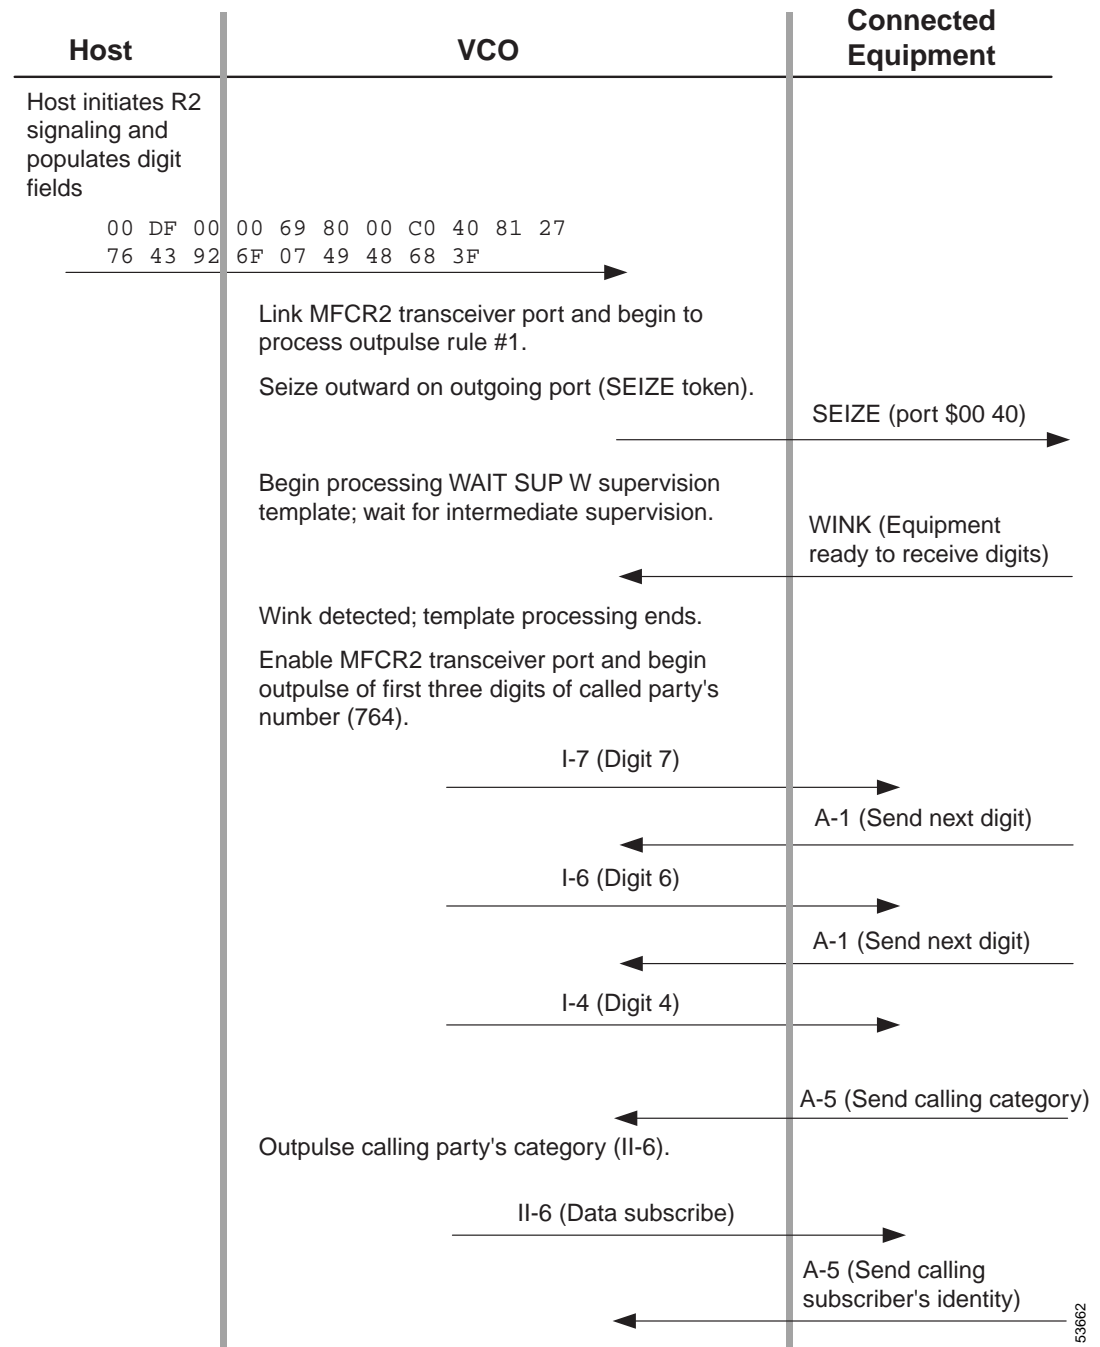 Host
VCO
Connected
Equipment
Host initiates R2
signaling and
populates digit
fields
00 DF 00 00 69 80 00 C0 40 81 27
76 43 92 6F 07 49 48 68 3F
Link MFCR2 transceiver port and begin to
process outpulse rule #1.
Seize outward on outgoing port (SEIZE token).
SEIZE (port $00 40)
Begin processing WAIT SUP W supervision
template; wait for intermediate supervision.
WINK (Equipment
ready to receive digits)
Wink detected; template processing ends.
Enable MFCR2 transceiver port and begin
outpulse of first three digits of called party's
number (764).
I-7 (Digit 7)
A-1 (Send next digit)
I-6 (Digit 6)
A-1 (Send next digit)
I-4 (Digit 4)
A-5 (Send calling category)
Outpulse calling party's category (II-6).
II-6 (Data subscribe)
A-5 (Send calling
subscriber's identity)
53662